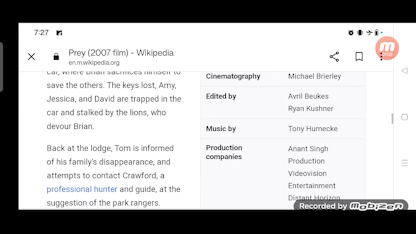 7:27
Prey (2007 film) - Wikipedia
en.m.wikipedia.org
car, where Brian sacrifices himself to
save the others. The keys lost, Amy,
Jessica, and David are trapped in the
car and stalked by the lions, who
devour Brian.
Back at the lodge, Tom is informed
of his family's disappearance, and
attempts to contact Crawford, a
professional hunter and guide, at the
suggestion of the park rangers.
Cinematography Michael Brierley
Edited by Avril Beukes
Ryan Kushner
Music by Tony Humecke
Production companies Anant Singh
Production
Videovision
Entertainment
Distant Horizon
Recorded by Mobizen